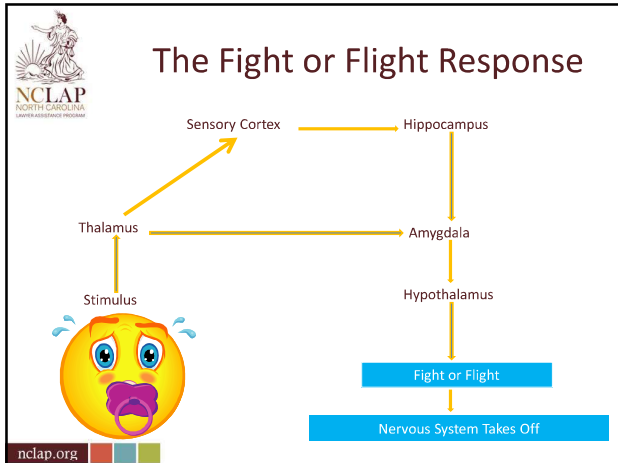 The Fight or Flight Response
NCLAP
NORTH CAROLINA
LAWYER ASSISTANCE PROGRAM
Sensory Cortex
Hippocampus
Thalamus
Amygdala
Stimulus
Hypothalamus
Fight or Flight
Nervous System Takes Off
nclap.org